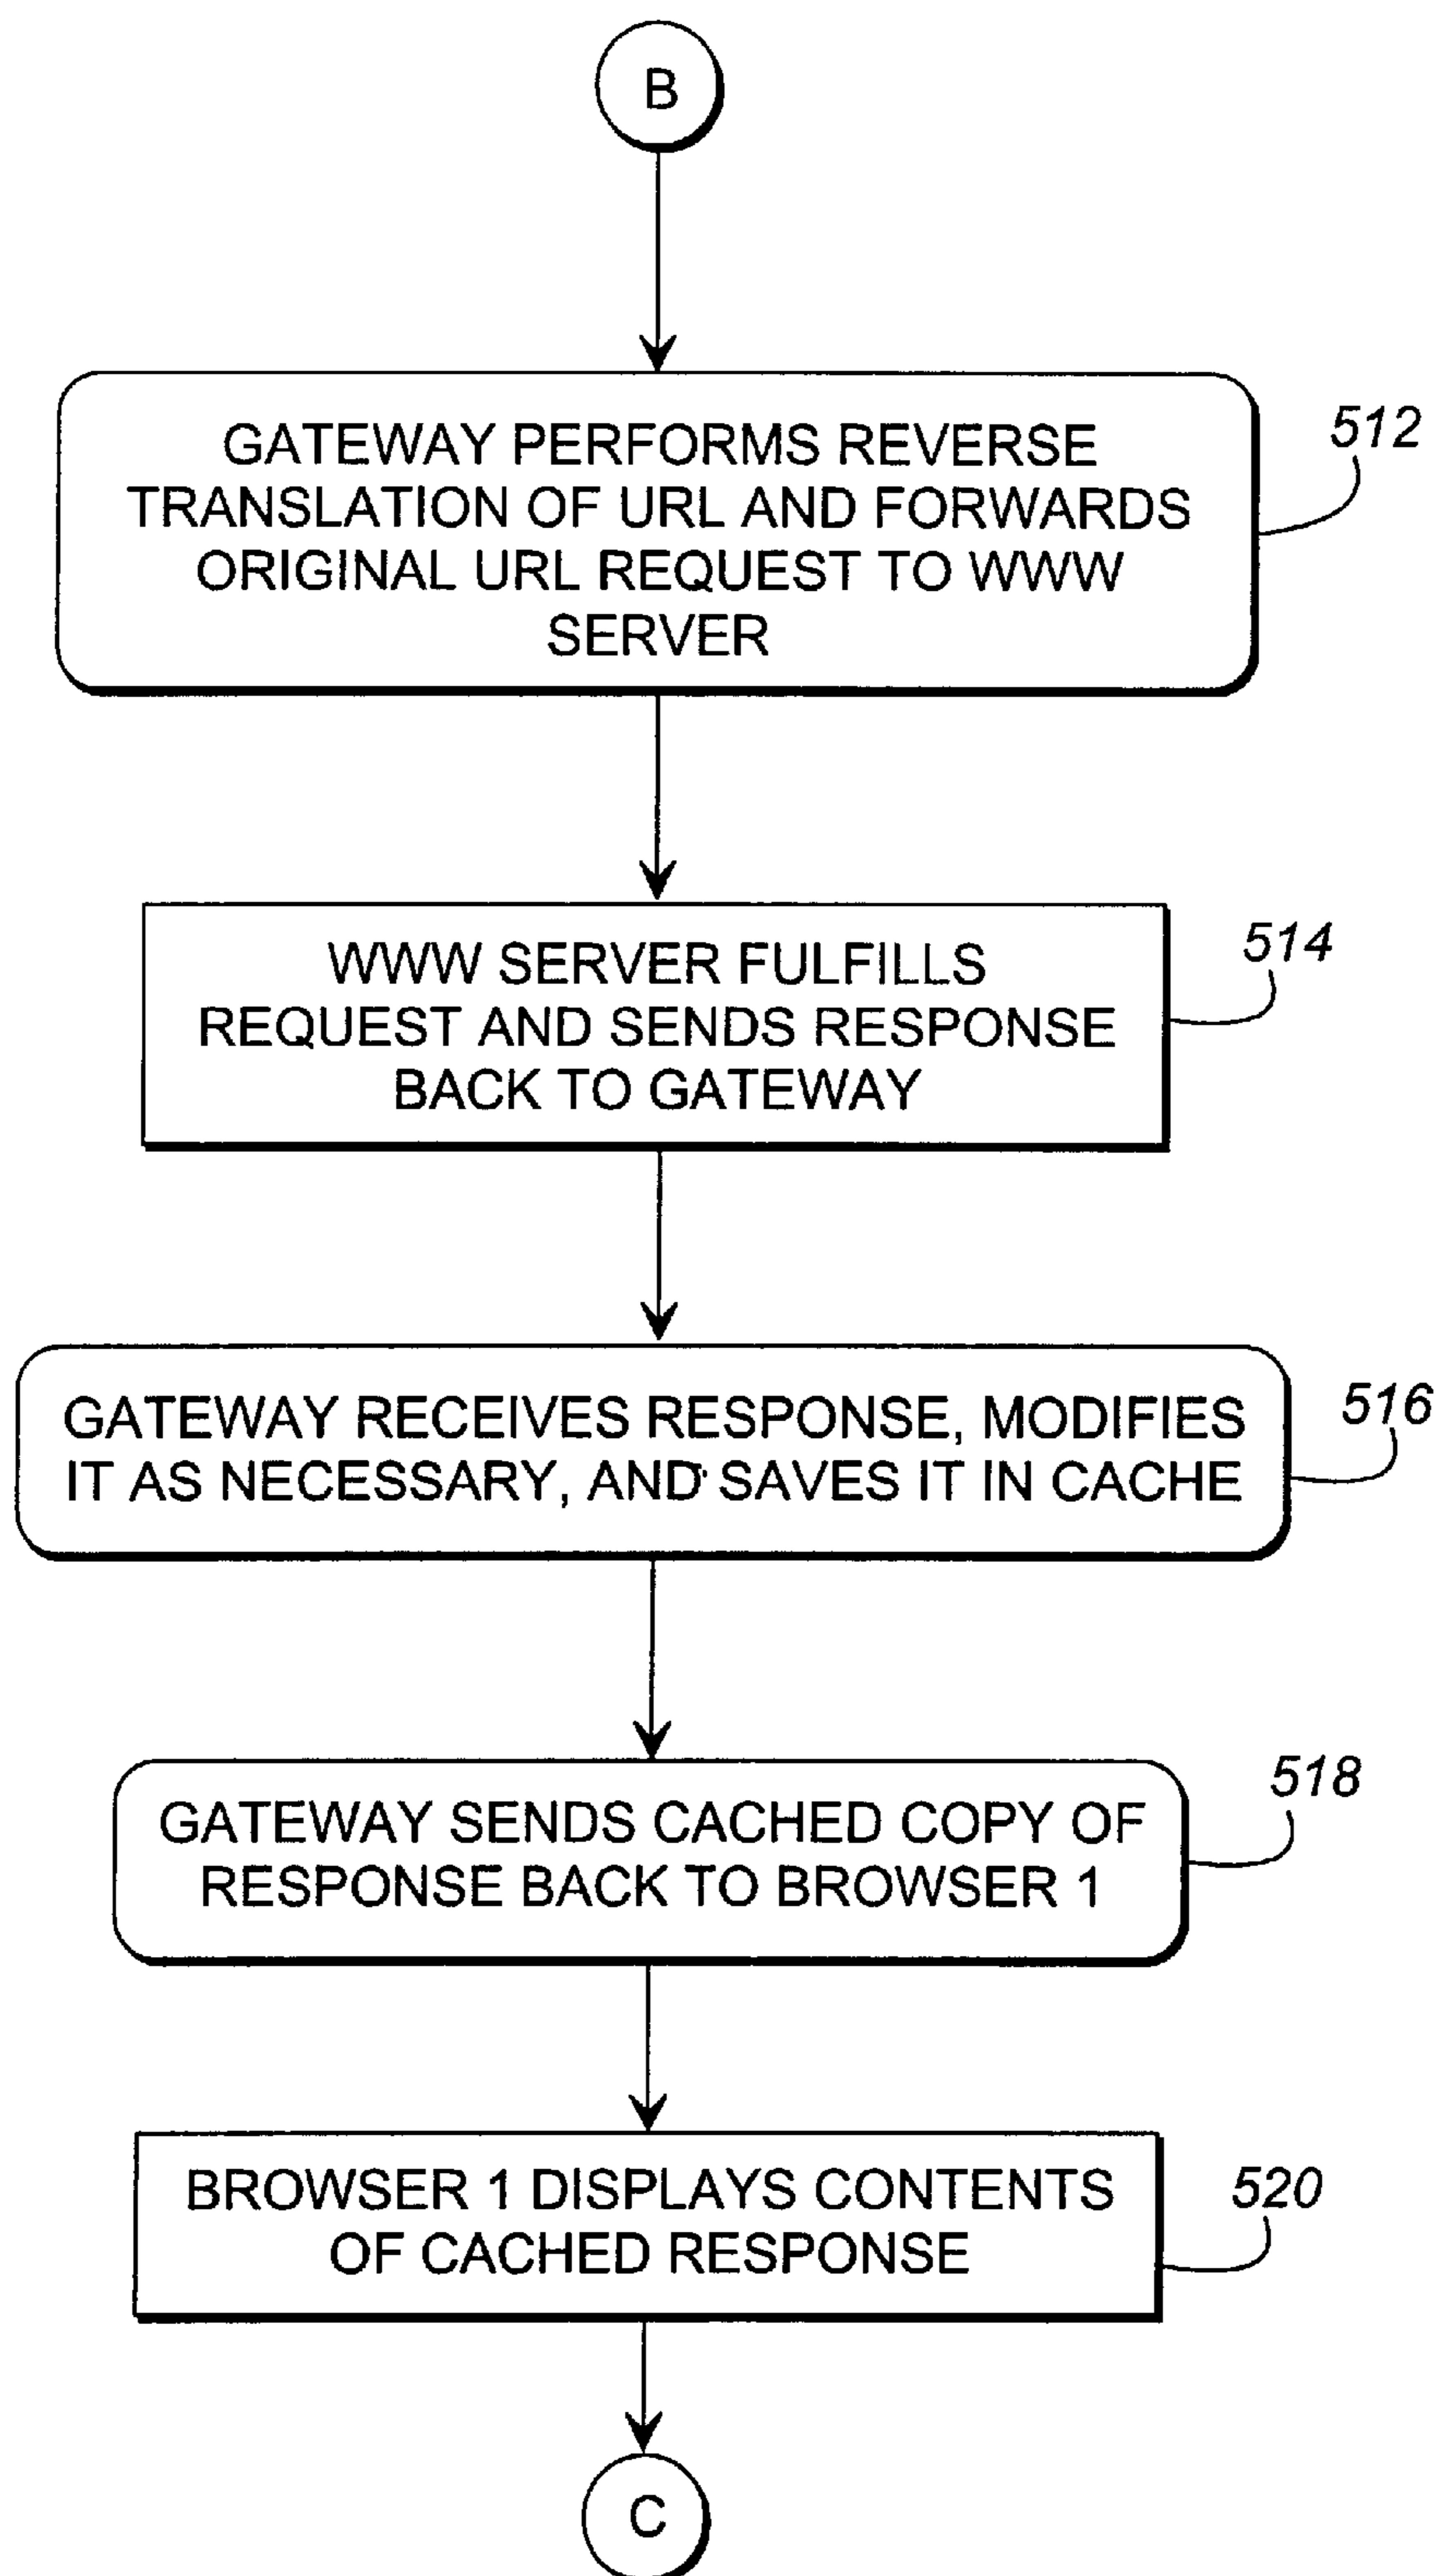 B
GATEWAY PERFORMS REVERSE
TRANSLATION OF URL AND FORWARDS
ORIGINAL URL REQUEST TO WWW
SERVER
512
WWW SERVER FULFILLS
REQUEST AND SENDS RESPONSE
BACK TO GATEWAY
514
GATEWAY RECEIVES RESPONSE, MODIFIES
IT AS NECESSARY, AND SAVES IT IN CACHE
516
GATEWAY SENDS CACHED COPY OF
RESPONSE BACK TO BROWSER 1
518
BROWSER 1 DISPLAYS CONTENTS
OF CACHED RESPONSE
520
C